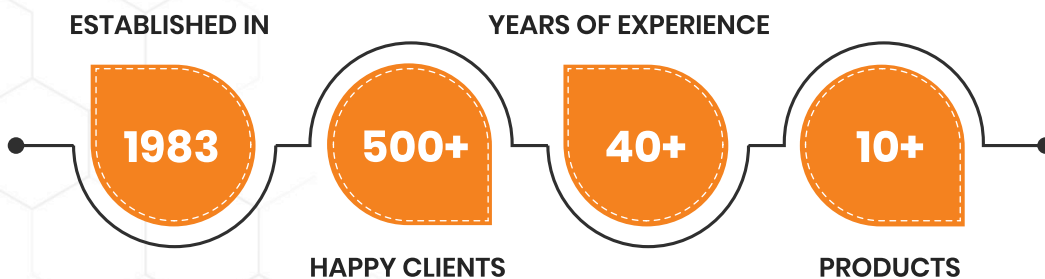 ESTABLISHED IN
1983
500+
HAPPY CLIENTS
YEARS OF EXPERIENCE
40+
10+
PRODUCTS